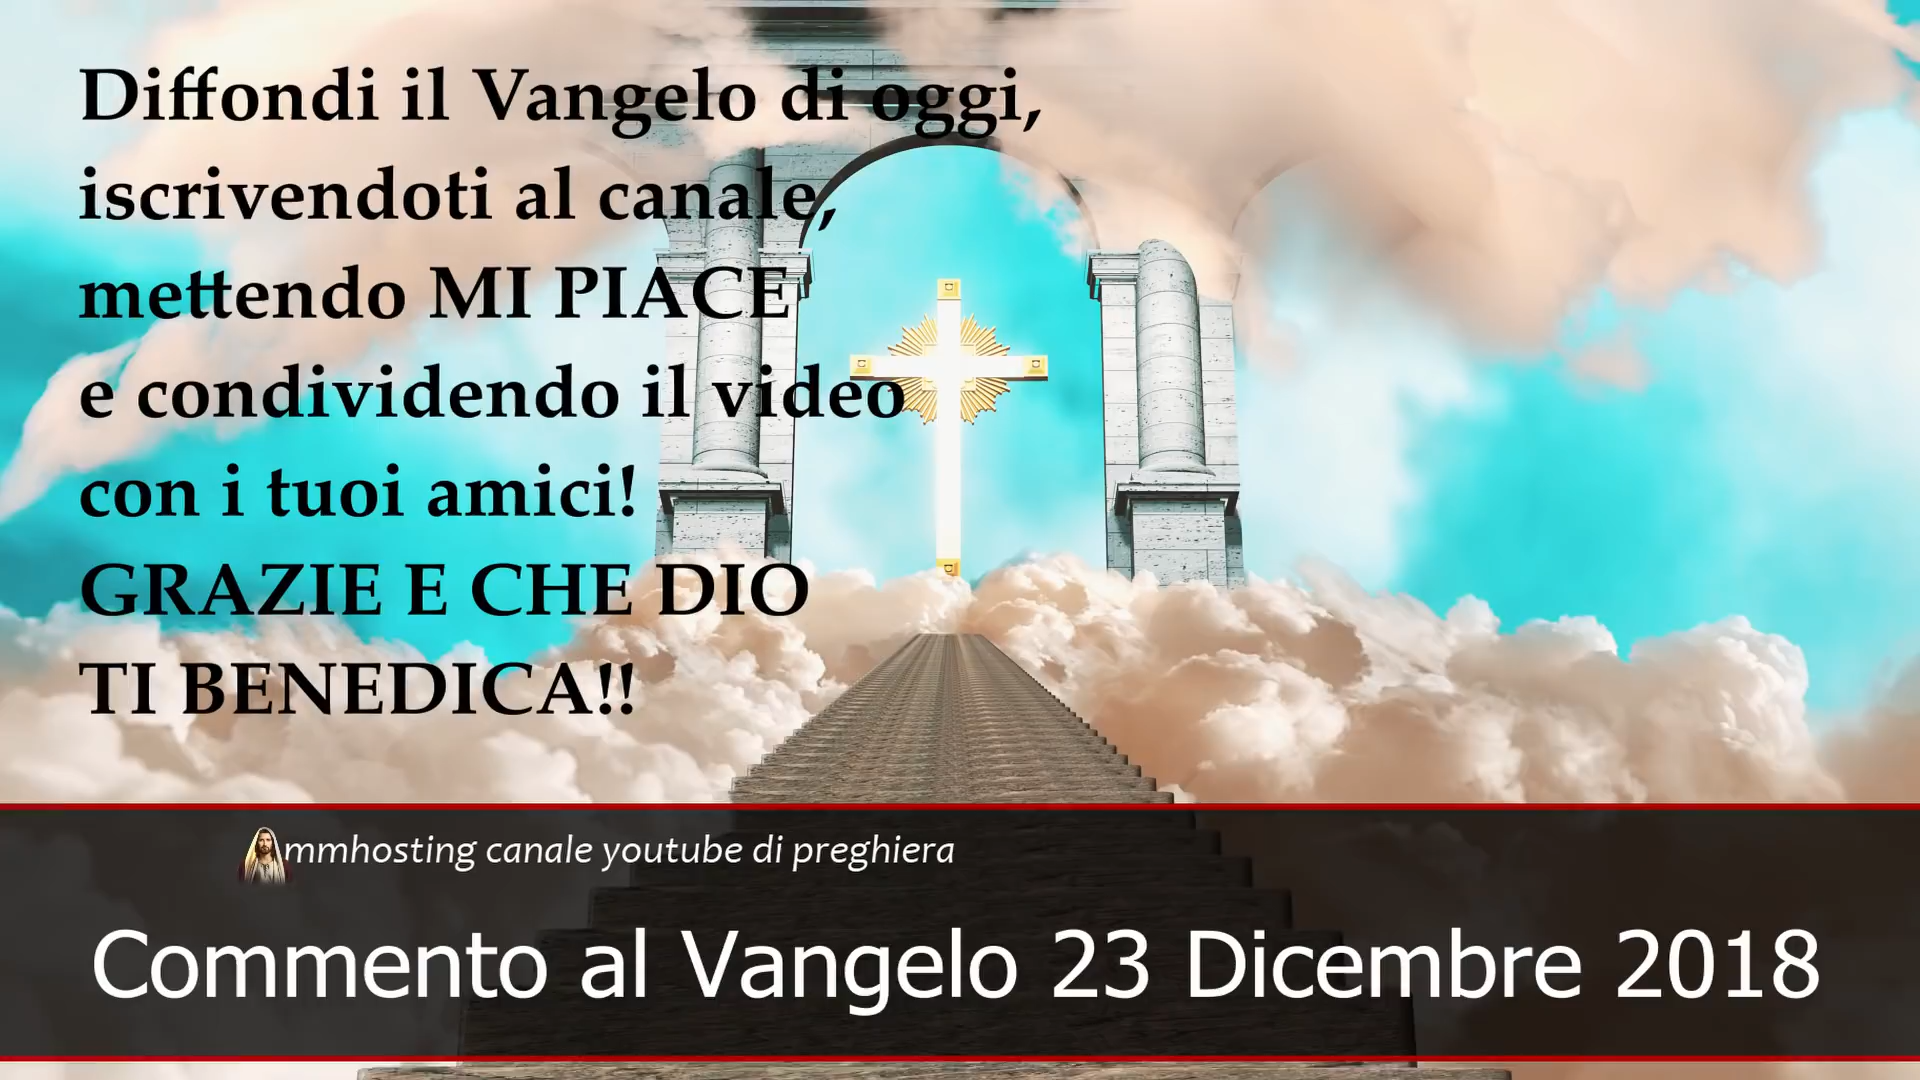 Diffondi il Vangelo di oggi,
iscrivendoti al canale,
mettendo MI PIACE
e condividendo il video
con i tuoi amici!
GRAZIE E CHE DIO
TI BENEDICA!!
mmhosting canale youtube di preghiera
Commento al Vangelo 23 Dicembre 2018